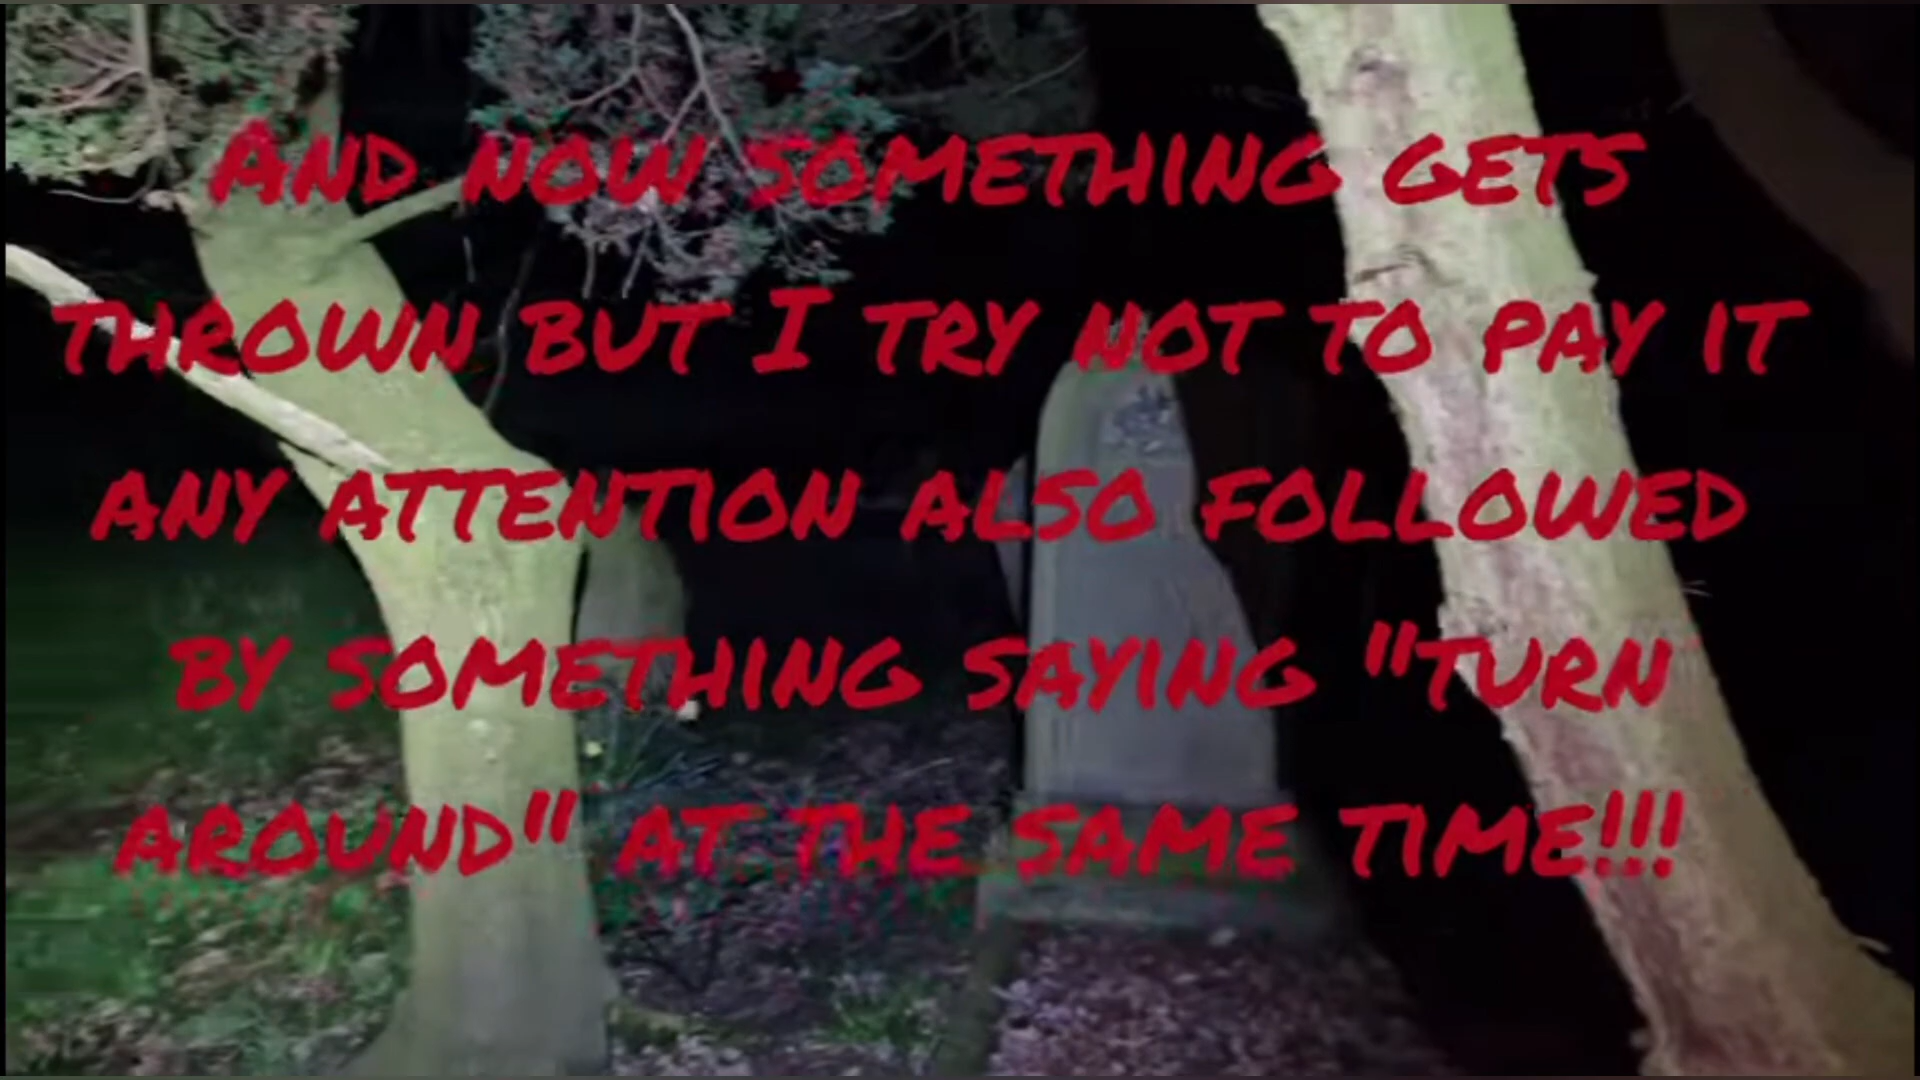 And now something gets
thrown but I try not to pay it
any attention also followed
by something saying "turn
around" at the same time!!!